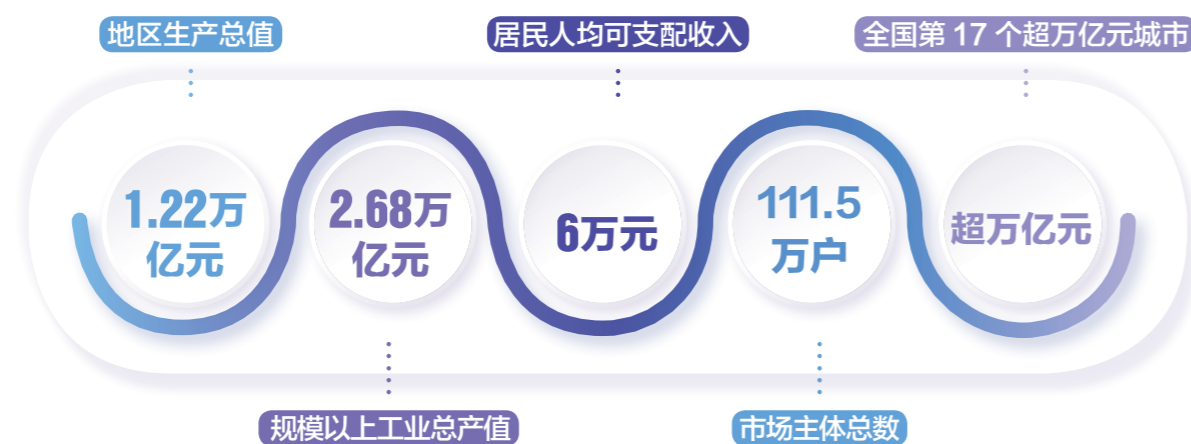 地区生产总值
居民人均可支配收入
全国第 17 个超万亿元城市
1.22万
亿元
2.68万
亿元
6万元
111.5
万户
超万亿元
规模以上工业总产值
市场主体总数